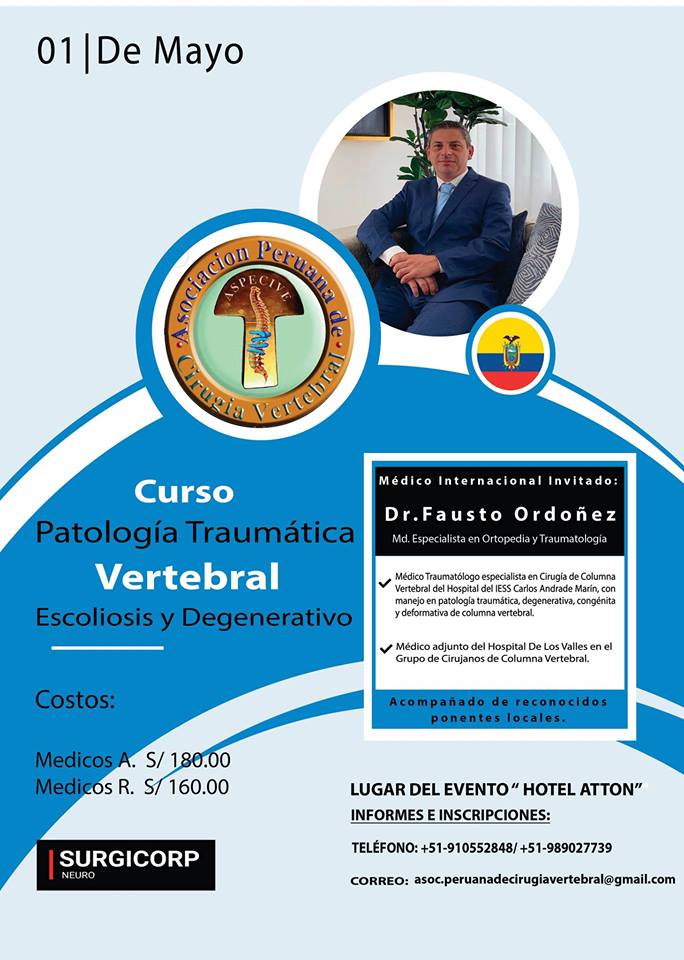 01|De Mayo
Asociacion Peruana de
Cirugia Vertebral
ASPECIVE
Curso
Patología Traumática
Vertebral
Escoliosis y Degenerativo
Costos:
Medicos A. S/ 180.00
Medicos R. S/ 160.00
SURGICORP
NEURO
Médico Internacional Invitado:
Dr.Fausto Ordoñez
Md. Especialista en Ortopedia y Traumatología
Médico Traumatólogo especialista en Cirugía de Columna
Vertebral del Hospital del IESS Carlos Andrade Marín, con
manejo en patología traumática, degenerativa, congénita
y deformativa de columna vertebral.
Médico adjunto del Hospital De Los Valles en el
Grupo de Cirujanos de Columna Vertebral.
Acompañado de reconocidos
ponentes locales.
LUGAR DEL EVENTO “ HOTEL ATTON”
INFORMES E INSCRIPCIONES:
TELÉFONO: +51-910552848/ +51-989027739
CORREO: asoc.peruanadecirugiavertebral@gmail.com